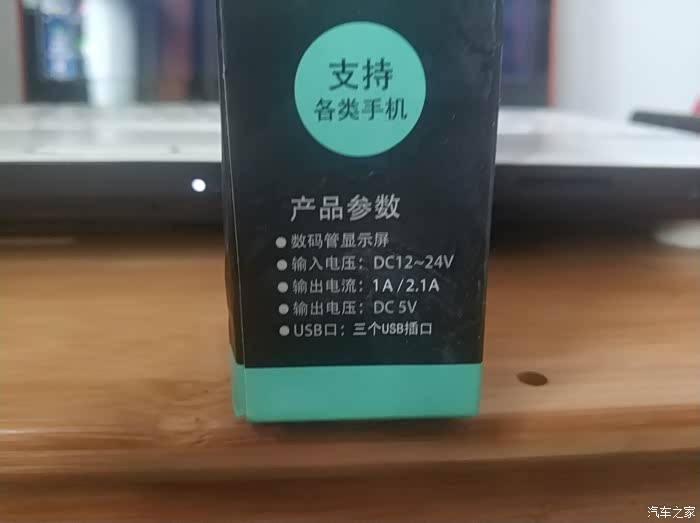 支持
各类手机
产品参数
●数码管显示屏
●输入电压：DC12~24V
●输出电流：1A/2.1A
●输出电压：DC 5V
●USB口：三个USB插口
汽车之家